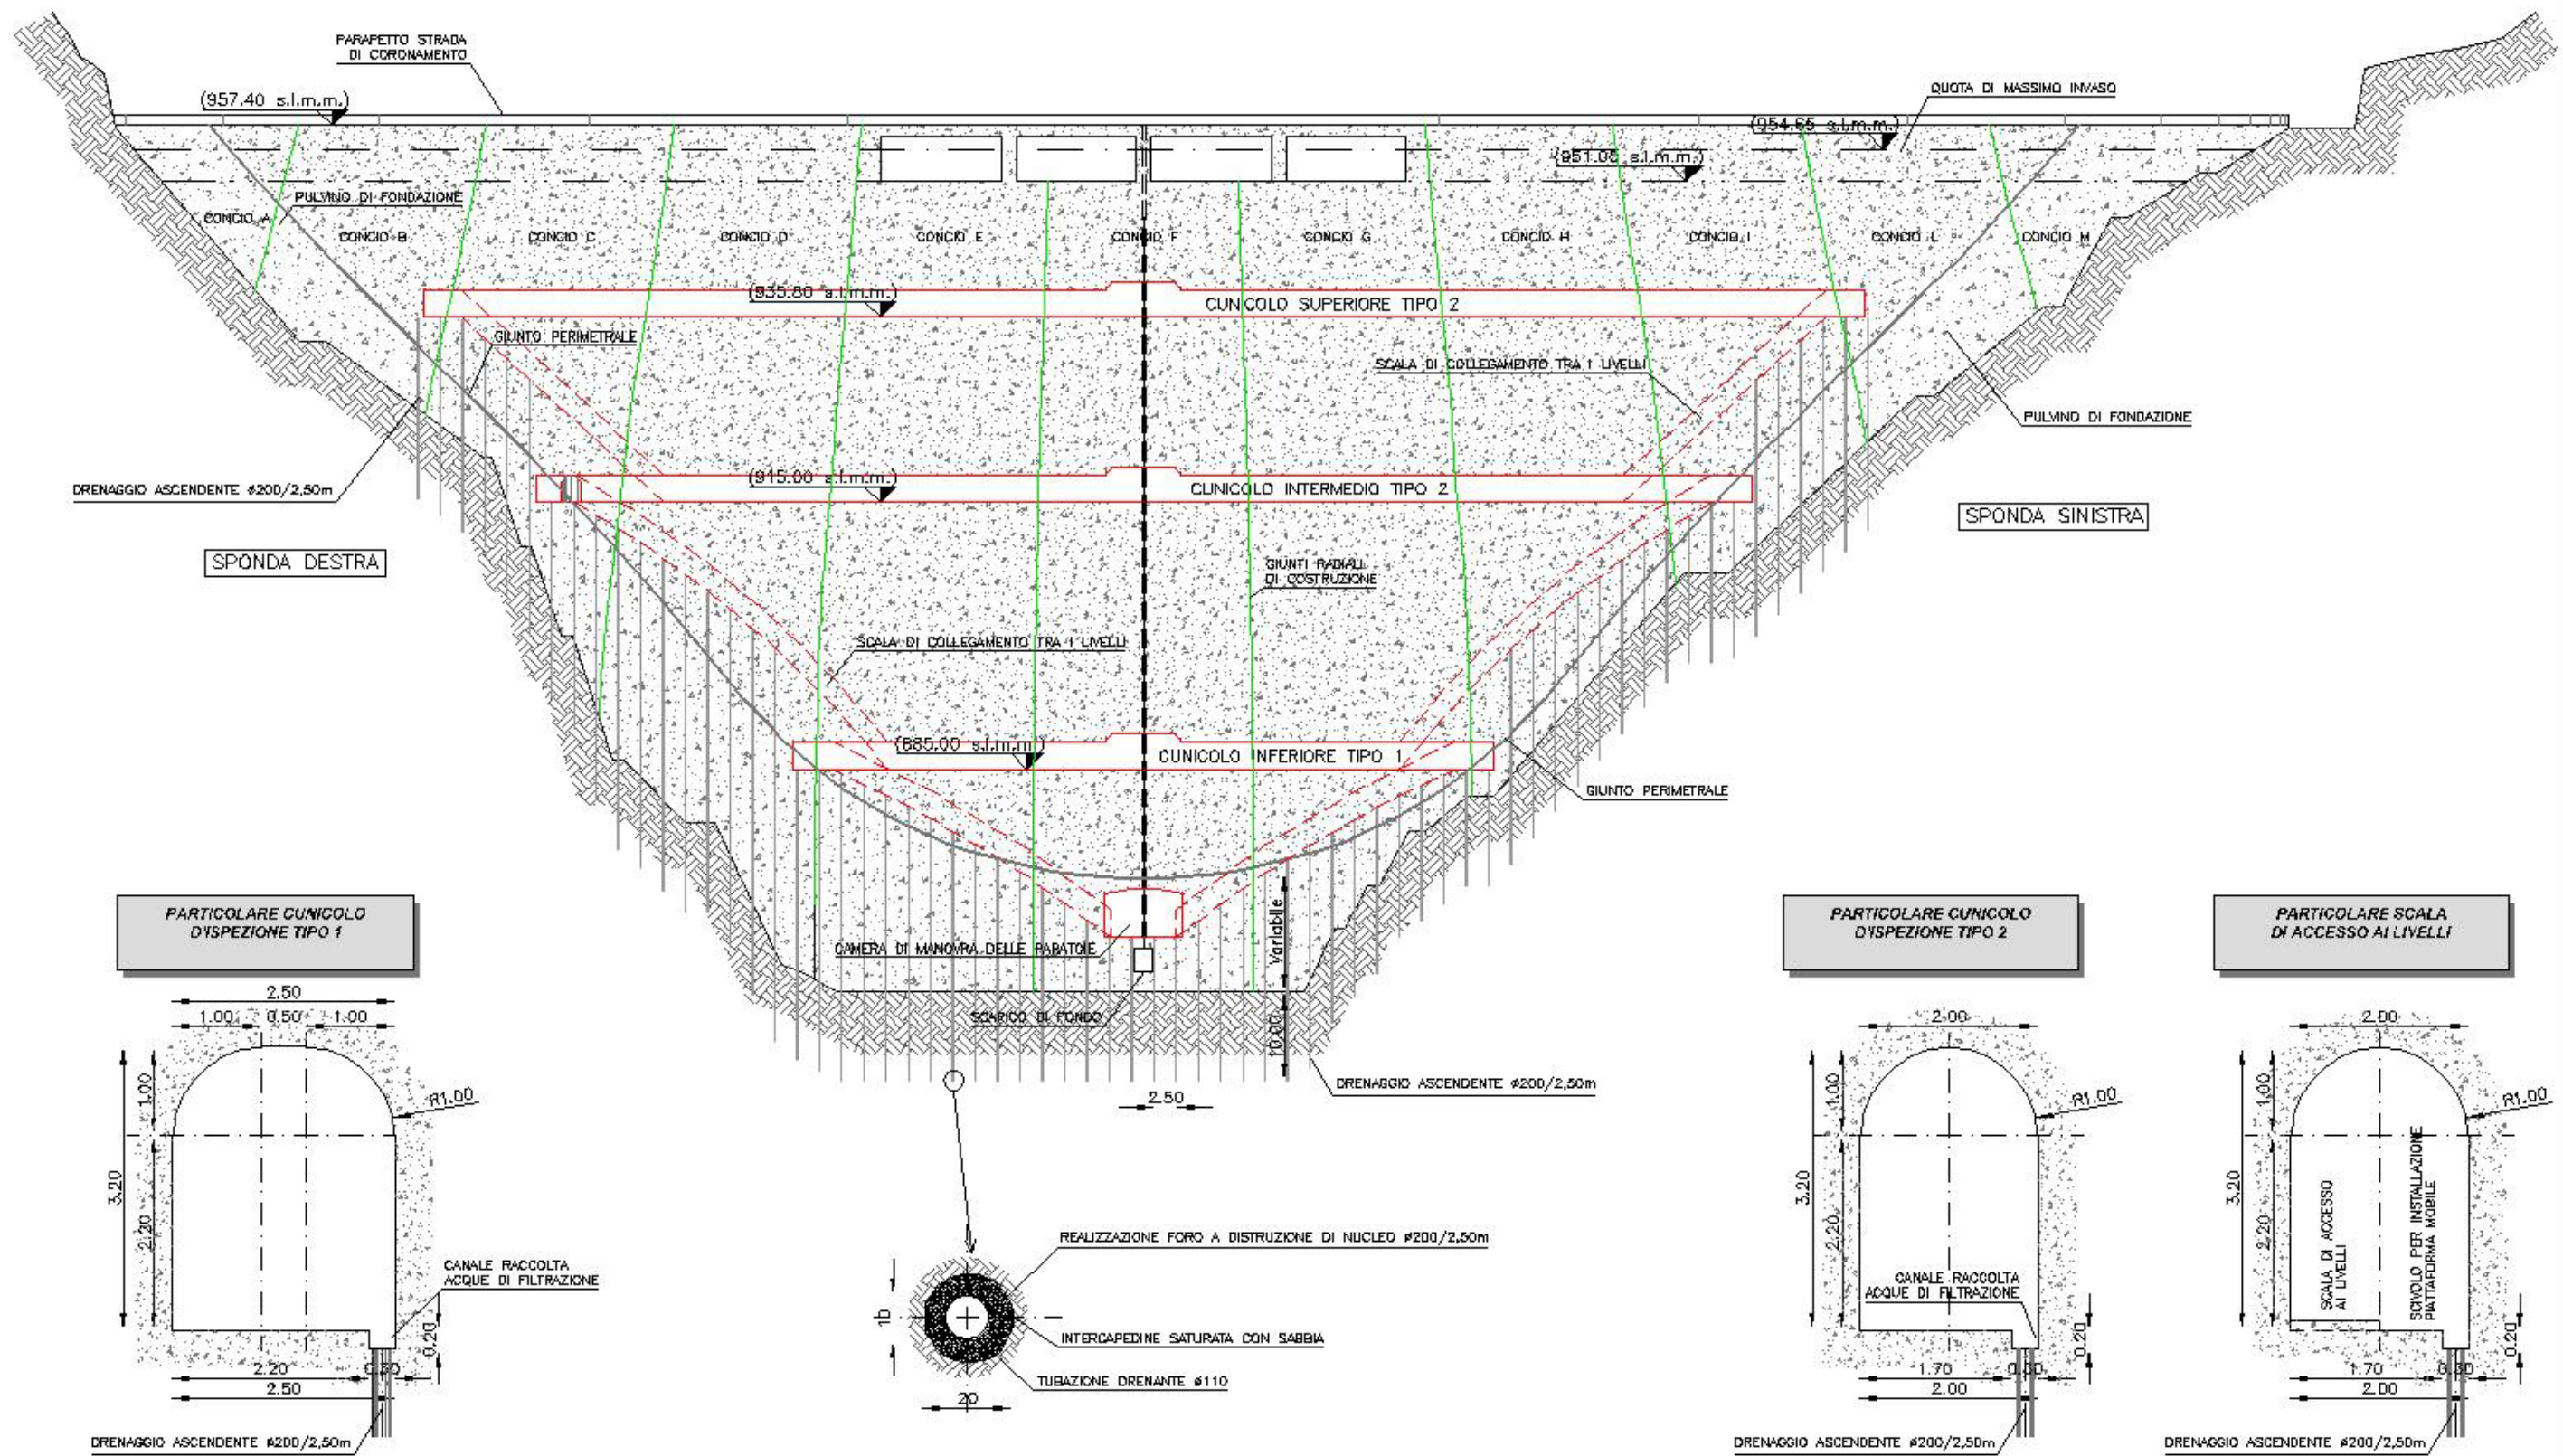 PARAPETTO STRADA
DI CORONAMENTO
(957.40 s.l.m.m.)
QUOTA DI MASSIMO INVASO
(954.65 s.l.m.m.)
(951.08 s.l.m.m.)
PULVINO DI FONDAZIONE
CONCIO A
CONCIO B
CONCIO C
CONCIO D
CONCIO E
CONCIO F
CONCIO G
CONCIO H
CONCIO I
CONCIO L
CONCIO M
(935.80 s.l.m.m.)
CUNICOLO SUPERIORE TIPO 2
GIUNTO PERIMETRALE
SCALA DI COLLEGAMENTO TRA I LIVELLI
PULVINO DI FONDAZIONE
DRENAGGIO ASCENDENTE ø200/2,50m
(915.00 s.l.m.m.)
CUNICOLO INTERMEDIO TIPO 2
SPONDA SINISTRA
SPONDA DESTRA
GIUNTI RADIALI
DI COSTRUZIONE
SCALA DI COLLEGAMENTO TRA I LIVELLI
(885.00 s.l.m.m.)
CUNICOLO INFERIORE TIPO 1
GIUNTO PERIMETRALE
CAMERA DI MANOVRA DELLE PARATOIE
Variabile
SCARICO DI FONDO
10.00
DRENAGGIO ASCENDENTE ø200/2,50m
2.50
PARTICOLARE CUNICOLO
D'ISPEZIONE TIPO 1
2.50
1.00
0.50
1.00
1.00
R1.00
3.20
2.20
CANALE RACCOLTA
ACQUE DI FILTRAZIONE
0.20
2.20
0.30
2.50
DRENAGGIO ASCENDENTE ø200/2,50m
REALIZZAZIONE FORO A DISTRUZIONE DI NUCLEO ø200/2,50m
INTERCAPEDINE SATURATA CON SABBIA
TUBAZIONE DRENANTE ø110
20
PARTICOLARE CUNICOLO
D'ISPEZIONE TIPO 2
2.00
1.00
R1.00
3.20
2.20
CANALE RACCOLTA
ACQUE DI FILTRAZIONE
0.20
1.70
0.30
2.00
DRENAGGIO ASCENDENTE ø200/2,50m
PARTICOLARE SCALA
DI ACCESSO AI LIVELLI
2.00
1.00
R1.00
3.20
2.20
SCALA DI ACCESSO
AI LIVELLI
SCIVOLO PER INSTALLAZIONE
PIATTAFORMA MOBILE
0.20
1.70
0.30
2.00
DRENAGGIO ASCENDENTE ø200/2,50m